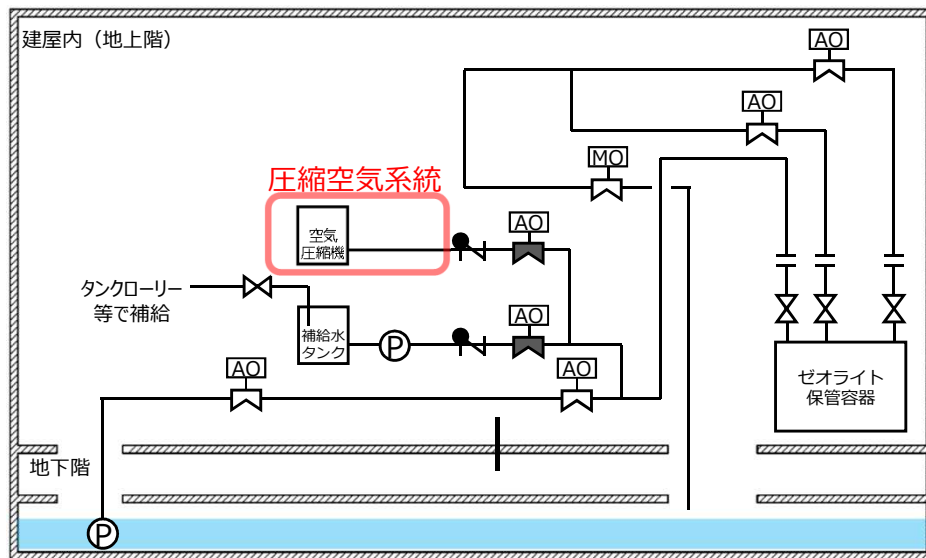 建屋内（地上階）
AO
AO
MO
圧縮空気系統
空気
圧縮機
AO
タンクローリー
等で補給
補給水
タンク
P
AO
AO
AO
ゼオライト
保管容器
地下階
P